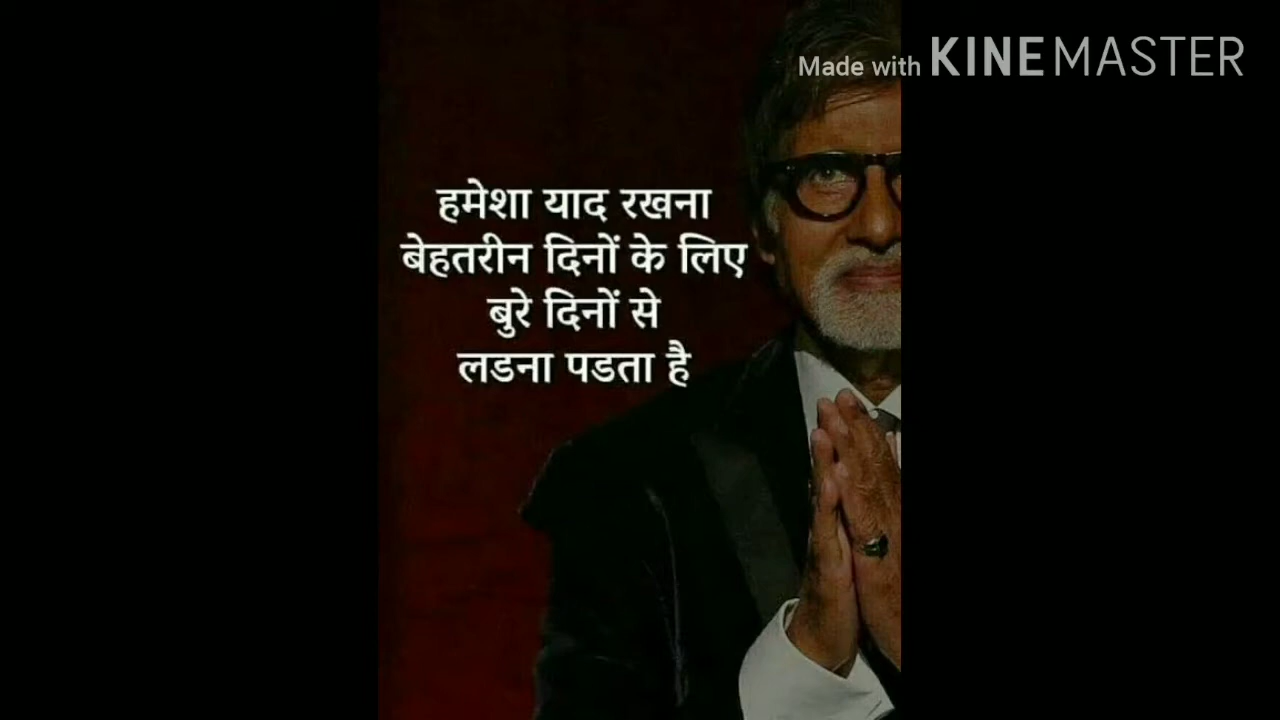 Made with KINEMASTER
हमेशा याद रखना
बेहतरीन दिनों के लिए
बुरे दिनों से
लडना पडता है